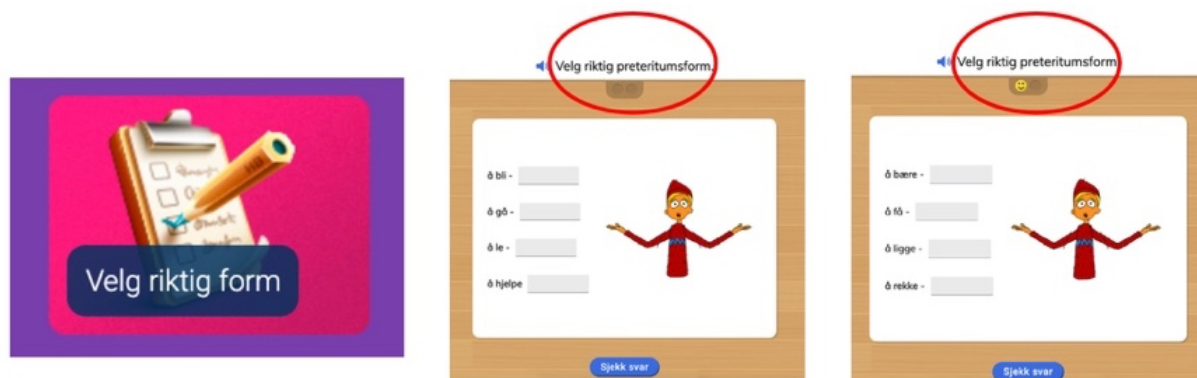 Velg riktig form
Velg riktig preteritumsform.
å bli -
å gå -
å le -
å hjelpe
Sjekk svar
Velg riktig preteritumsform
å bære -
å få -
å ligge -
å rekke -
Sjekk svar